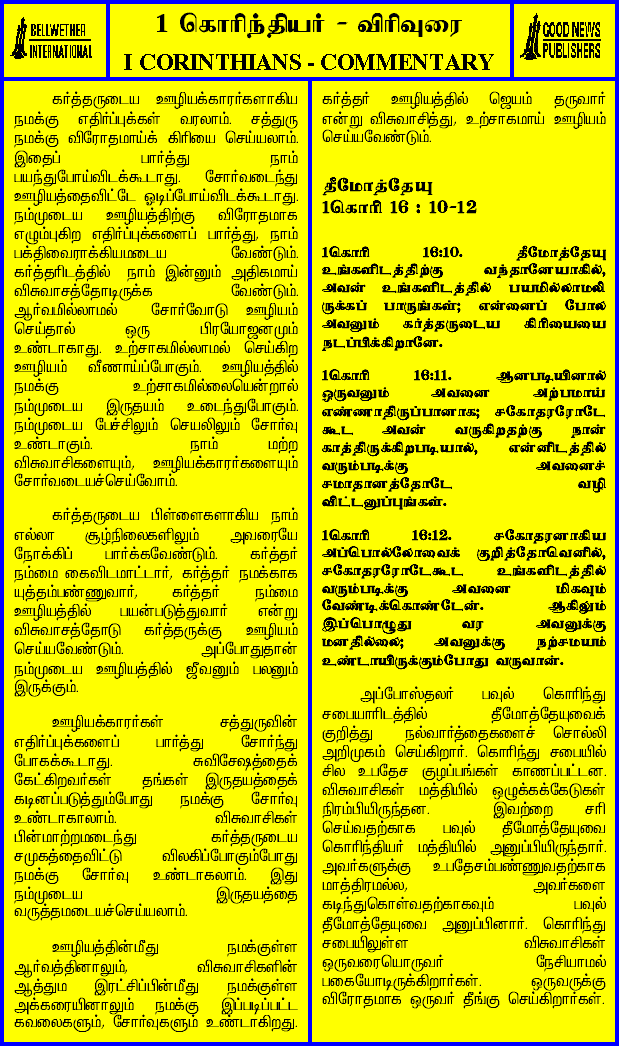 BELLWETHER
INTERNATIONAL
1 கொரிந்தியர் - விரிவுரை
I CORINTHIANS - COMMENTARY
GOOD NEWS
PUBLISHERS
கர்த்தருடைய ஊழியக்காரர்களாகிய
நமக்கு எதிர்ப்புக்கள் வரலாம். சத்துரு
நமக்கு விரோதமாய்க் கிரியை செய்யலாம்.
இதைப் பார்த்து நாம்
பயந்துபோய்விடக்கூடாது. சோர்வடைந்து
ஊழியத்தைவிட்டே ஓடிப்போய்விடக்கூடாது.
நம்முடைய ஊழியத்திற்கு விரோதமாக
எழும்புகிற எதிர்ப்புக்களைப் பார்த்து, நாம்
பக்திவைராக்கியமடைய வேண்டும்.
கர்த்தரிடத்தில் நாம் இன்னும் அதிகமாய்
விசுவாசத்தோடிருக்க வேண்டும்.
ஆர்வமில்லாமல் சோர்வோடு ஊழியம்
செய்தால் ஒரு பிரயோஜனமும்
உண்டாகாது. உற்சாகமில்லாமல் செய்கிற
ஊழியம் வீணாய்ப்போகும். ஊழியத்தில்
நமக்கு உற்சாகமில்லையென்றால்
நம்முடைய இருதயம் உடைந்துபோகும்.
நம்முடைய பேச்சிலும் செயலிலும் சோர்வு
உண்டாகும். நாம் மற்ற
விசுவாசிகளையும், ஊழியக்காரர்களையும்
சோர்வடையச்செய்வோம்.
கர்த்தருடைய பிள்ளைகளாகிய நாம்
எல்லா சூழ்நிலைகளிலும் அவரையே
நோக்கிப் பார்க்கவேண்டும். கர்த்தர்
நம்மை கைவிடமாட்டார், கர்த்தர் நமக்காக
யுத்தம்பண்ணுவார், கர்த்தர் நம்மை
ஊழியத்தில் பயன்படுத்துவார் என்று
விசுவாசத்தோடு கர்த்தருக்கு ஊழியம்
செய்யவேண்டும். அப்போதுதான்
நம்முடைய ஊழியத்தில் ஜீவனும் பலனும்
இருக்கும்.
ஊழியக்காரர்கள் சத்துருவின்
எதிர்ப்புக்களைப் பார்த்து சோர்ந்து
போகக்கூடாது. சுவிசேஷத்தைக்
கேட்கிறவர்கள் தங்கள் இருதயத்தைக்
கடினப்படுத்தும்போது நமக்கு சோர்வு
உண்டாகலாம். விசுவாசிகள்
பின்மாற்றமடைந்து கர்த்தருடைய
சமுகத்தைவிட்டு விலகிப்போகும்போது
நமக்கு சோர்வு உண்டாகலாம். இது
நம்முடைய இருதயத்தை
வருத்தமடையச்செய்யலாம்.
ஊழியத்தின்மீது நமக்குள்ள
ஆர்வத்தினாலும், விசுவாசிகளின்
ஆத்தும இரட்சிப்பின்மீது நமக்குள்ள
அக்கரையினாலும் நமக்கு இப்படிப்பட்ட
கவலைகளும், சோர்வுகளும் உண்டாகிறது.
கர்த்தர் ஊழியத்தில் ஜெயம் தருவார்
என்று விசுவாசித்து, உற்சாகமாய் ஊழியம்
செய்யவேண்டும்.
தீமோத்தேயு
1கொரி 16 : 10-12
1கொரி 16:10. தீமோத்தேயு
உங்களிடத்திற்கு வந்தானேயாகில்,
அவன் உங்களிடத்தில் பயமில்லாமலி
ருக்கப் பாருங்கள்; என்னைப் போல
அவனும் கர்த்தருடைய கிரியையை
நடப்பிக்கிறானே.
1கொரி 16:11. ஆனபடியினால்
ஒருவனும் அவனை அற்பமாய்
எண்ணாதிருப்பானாக; சகோதரரோடே
கூட அவன் வருகிறதற்கு நான்
காத்திருக்கிறபடியால், என்னிடத்தில்
வரும்படிக்கு அவனைச்
சமாதானத்தோடே வழி
விட்டனுப்புங்கள்.
1கொரி 16:12. சகோதரனாகிய
அப்பொல்லோவைக் குறித்தோவெனில்,
சகோதரரோடேகூட உங்களிடத்தில்
வரும்படிக்கு அவனை மிகவும்
வேண்டிக்கொண்டேன். ஆகிலும்
இப்பொழுது வர அவனுக்கு
மனதில்லை; அவனுக்கு நற்சமயம்
உண்டாயிருக்கும்போது வருவான்.
அப்போஸ்தலர் பவுல் கொரிந்து
சபையாரிடத்தில் தீமோத்தேயுவைக்
குறித்து நல்வார்த்தைகளைச் சொல்லி
அறிமுகம் செய்கிறார். கொரிந்து சபையில்
சில உபதேச குழப்பங்கள் காணப்பட்டன.
விசுவாசிகள் மத்தியில் ஒழுக்கக்கேடுகள்
நிரம்பியிருந்தன. இவற்றை சரி
செய்வதற்காக பவுல் தீமோத்தேயுவை
கொரிந்தியர் மத்தியில் அனுப்பியிருந்தார்.
அவர்களுக்கு உபதேசம்பண்ணுவதற்காக
மாத்திரமல்ல, அவர்களை
கடிந்துகொள்வதற்காகவும் பவுல்
தீமோத்தேயுவை அனுப்பினார். கொரிந்து
சபையிலுள்ள விசுவாசிகள்
ஒருவரையொருவர் நேசியாமல்
பகையோடிருக்கிறார்கள். ஒருவருக்கு
விரோதமாக ஒருவர் தீங்கு செய்கிறார்கள்.